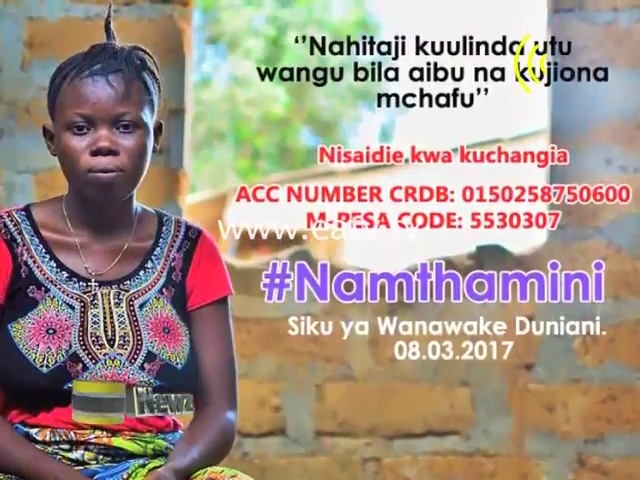 ‘’Nahitaji kuulinda utu
wangu bila aibu na kujiona
mchafu’’
Nisaidie kwa kuchangia
ACC NUMBER CRDB: 0150258750600
M-PESA CODE: 5530307
#Namthamini
Siku ya Wanawake Duniani.
08.03.2017
Newz